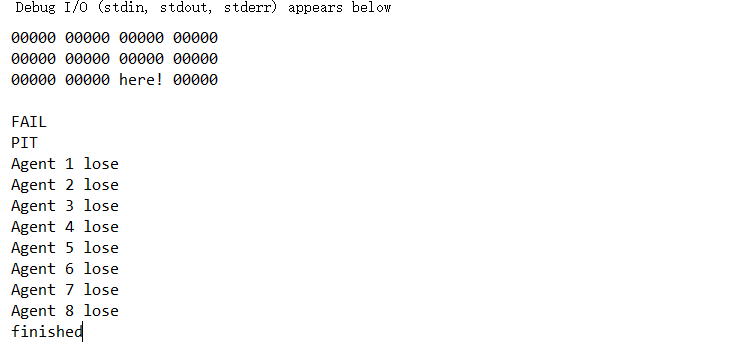 Debug I/O (stdin, stdout, stderr) appears below
00000 00000 00000 00000
00000 00000 00000 00000
00000 00000 here! 00000
FAIL
PIT
Agent 1 lose
Agent 2 lose
Agent 3 lose
Agent 4 lose
Agent 5 lose
Agent 6 lose
Agent 7 lose
Agent 8 lose
finished